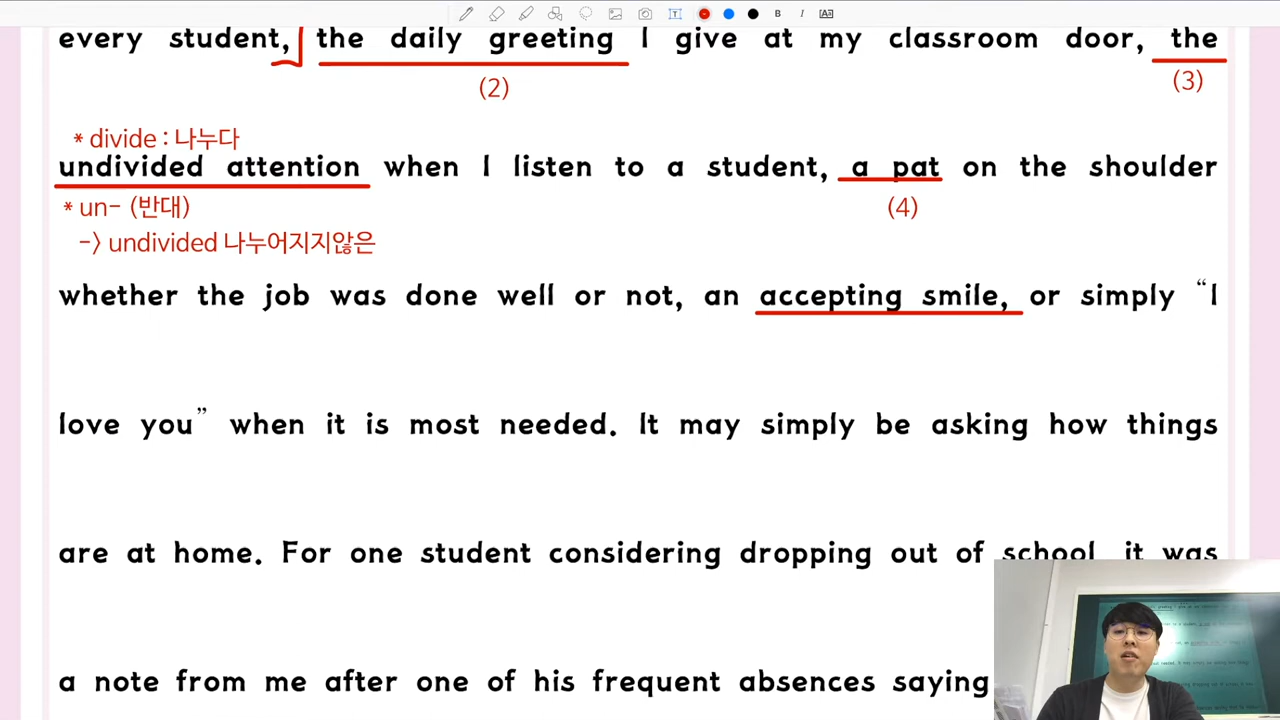 B I A
every student, the daily greeting I give at my classroom door, the
(2) (3)
* divide : 나누다
undivided attention when I listen to a student, a pat on the shoulder
* un- (반대) (4)
-> undivided 나누어지지않은
whether the job was done well or not, an accepting smile, or simply “I
love you” when it is most needed. It may simply be asking how things
are at home. For one student considering dropping out of school, it was
a note from me after one of his frequent absences saying